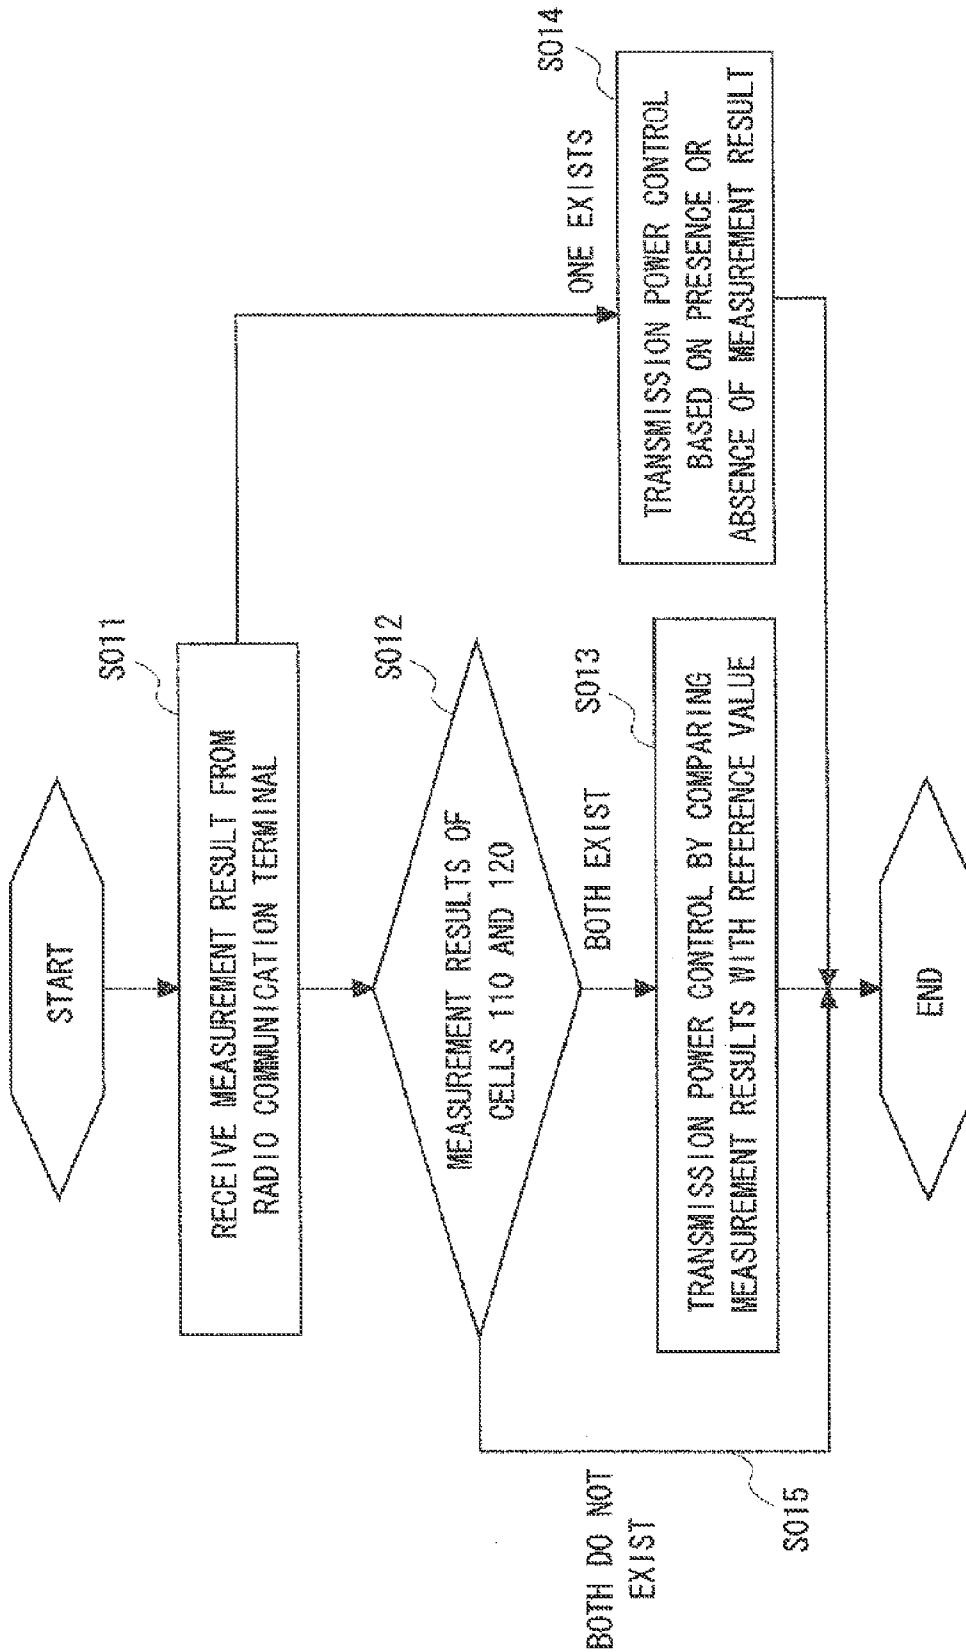 START
S011
RECEIVE MEASUREMENT RESULT FROM
RADIO COMMUNICATION TERMINAL
S012
MEASUREMENT RESULTS OF
CELLS 110 AND 120
BOTH EXIST
ONE EXISTS
BOTH DO NOT
EXIST
S013
TRANSMISSION POWER CONTROL BY COMPARING
MEASUREMENT RESULTS WITH REFERENCE VALUE
S014
TRANSMISSION POWER CONTROL
BASED ON PRESENCE OR
ABSENCE OF MEASUREMENT RESULT
S015
END